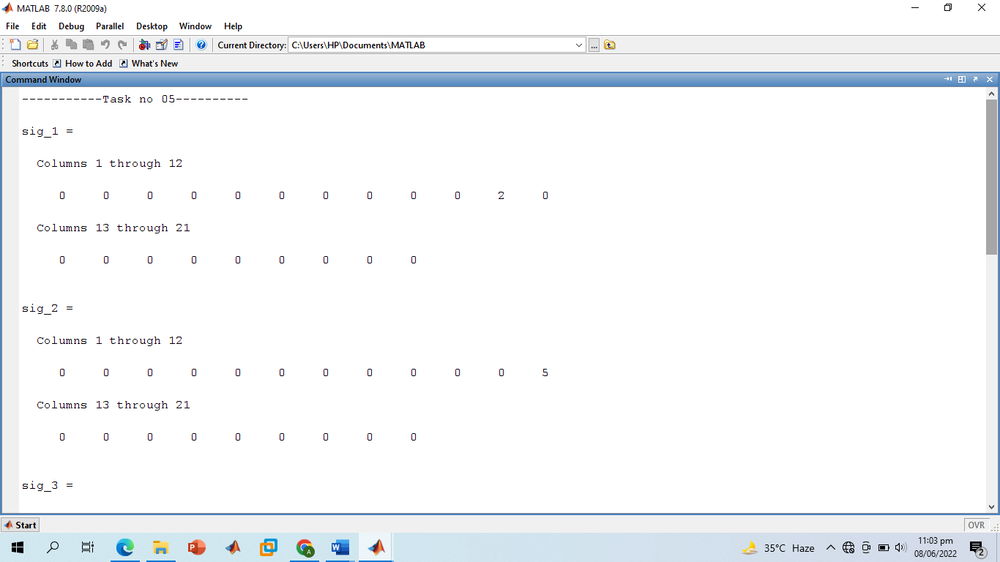 MATLAB 7.8.0 (R2009a)
File Edit Debug Parallel Desktop Window Help
Current Directory: C:\Users\HP\Documents\MATLAB ...
Shortcuts How to Add What's New
Command Window
-----------Task no 05----------
sig_1 =
Columns 1 through 12
0 0 0 0 0 0 0 0 0 0 2 0
Columns 13 through 21
0 0 0 0 0 0 0 0 0
sig_2 =
Columns 1 through 12
0 0 0 0 0 0 0 0 0 0 0 5
Columns 13 through 21
0 0 0 0 0 0 0 0 0
sig_3 =
Start OVR
35°C Haze 11:03 pm
08/06/2022 2